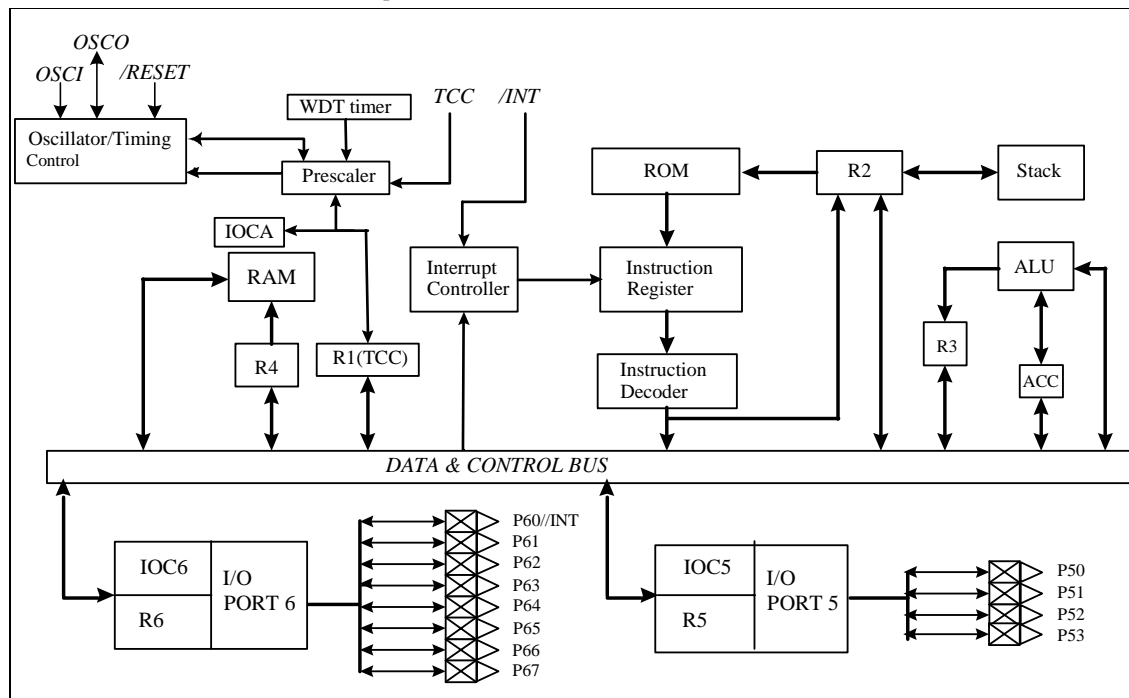 OSCO
OSCI
/RESET
TCC
/INT
WDT timer
Oscillator/Timing
Control
Prescaler
ROM
R2
Stack
IOCA
RAM
Interrupt
Controller
Instruction
Register
ALU
R4
R1(TCC)
R3
Instruction
Decoder
ACC
DATA & CONTROL BUS
P60//INT
P61
P62
P63
P64
P65
P66
P67
IOC6
R6
I/O
PORT 6
IOC5
R5
I/O
PORT 5
P50
P51
P52
P53